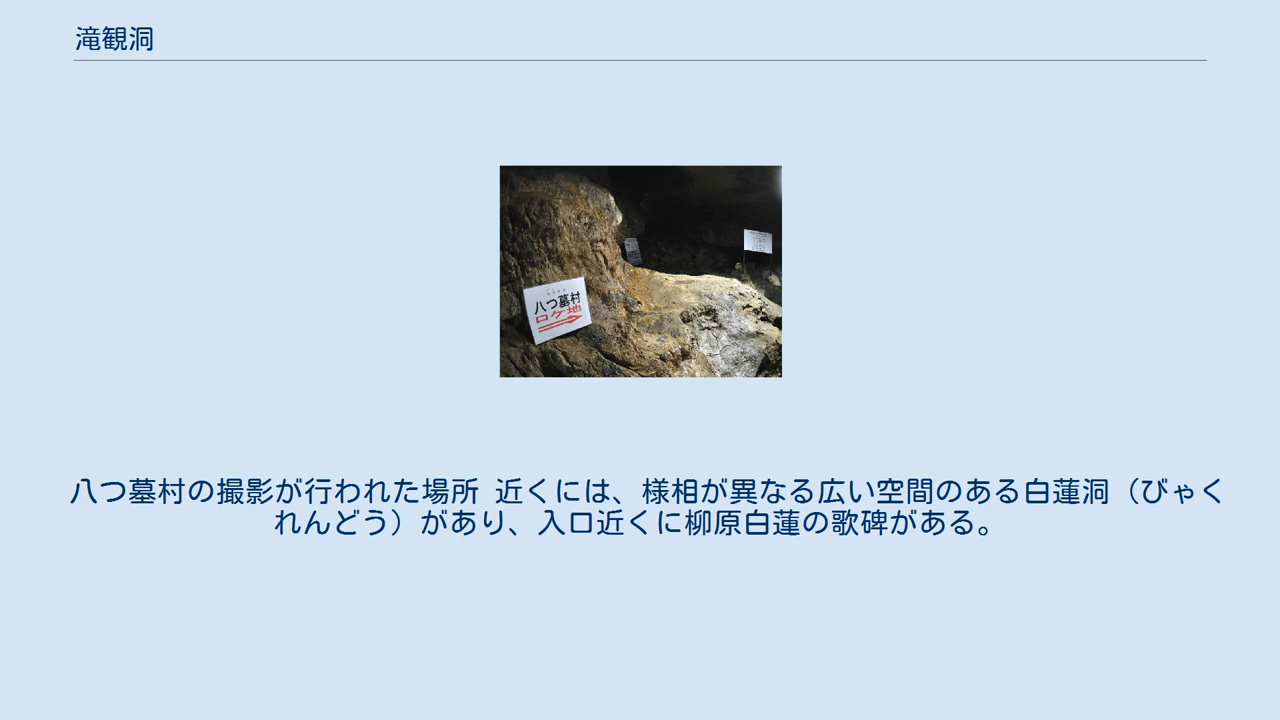 滝観洞
八つ墓村
ロケ地
八つ墓村の撮影が行われた場所 近くには、様相が異なる広い空間のある白蓮洞（びゃく
れんどう）があり、入口近くに柳原白蓮の歌碑がある。